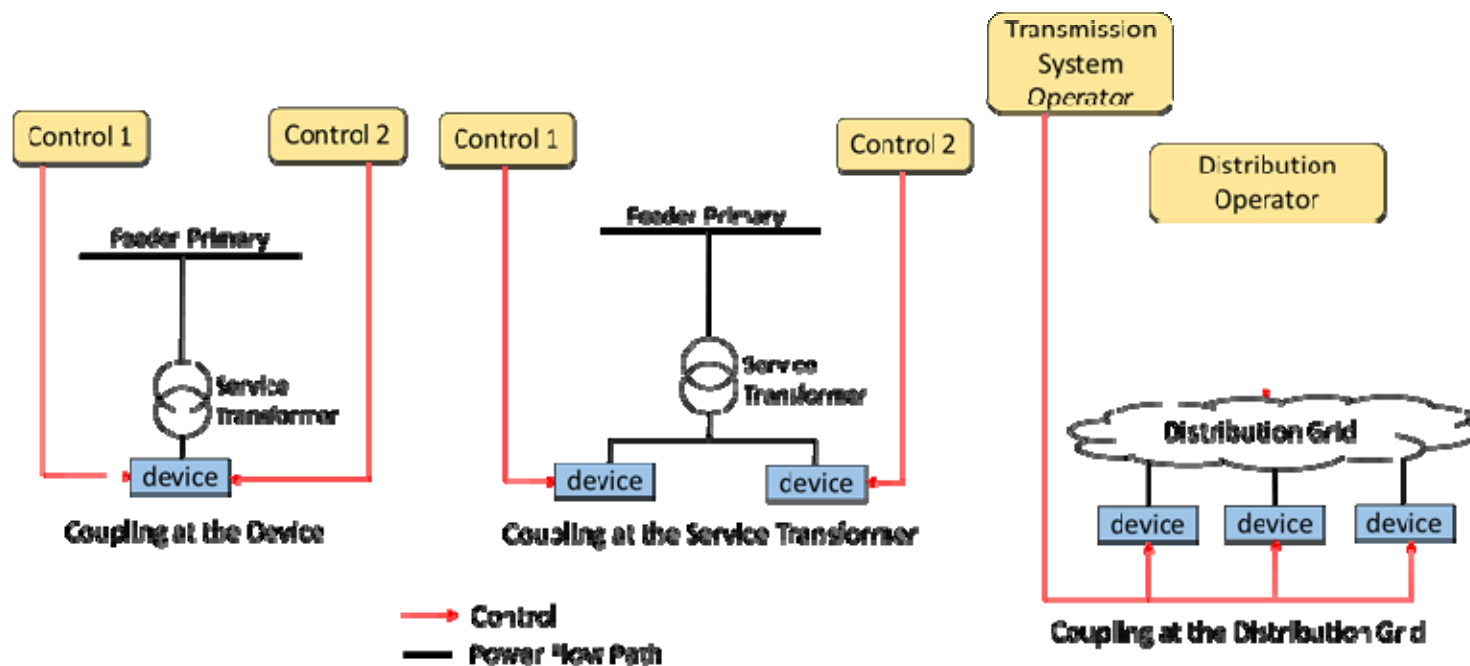 Control 1
Control 2
Feeder Primary
Service
Transformer
device
Coupling at the Device
Control 1
Control 2
Feeder Primary
Service
Transformer
device
device
Coupling at the Service Transformer
Transmission
System
Operator
Distribution
Operator
Distribution Grid
device
device
device
Coupling at the Distribution Grid
Control
Power Flow Path